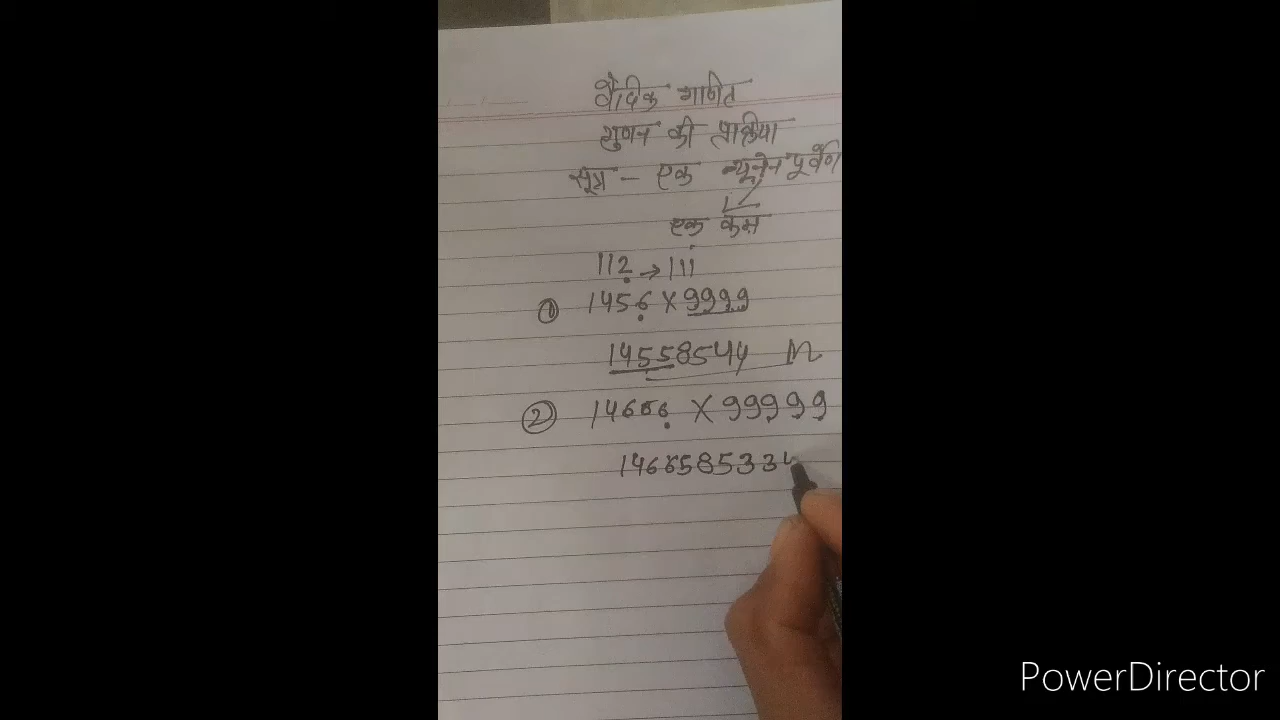 वैदिक गणित
गुणन की प्रक्रिया
सूत्र - एक न्यूनेन पूर्वेण
एक कम
112 → 111
① 1456 X 9999
14558544
② 14666 X 99999
1466585334
PowerDirector